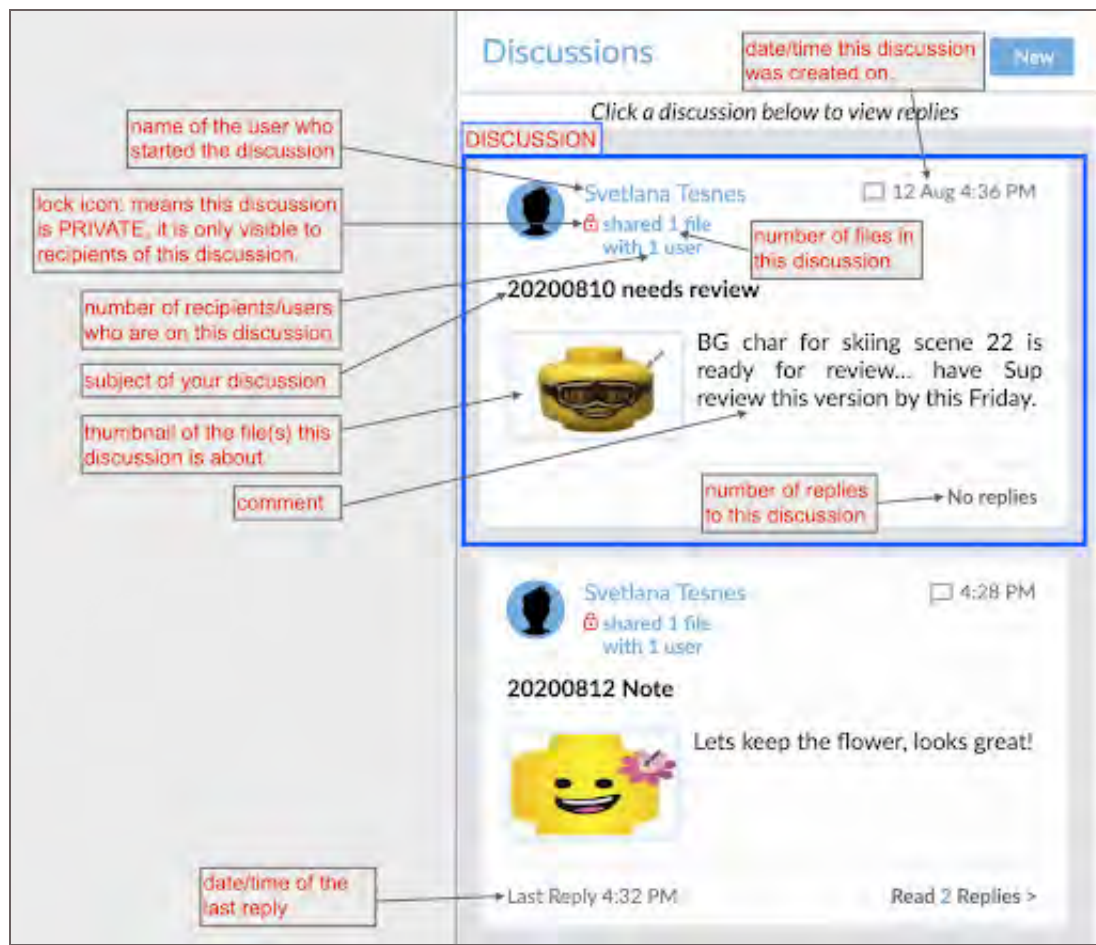 Discussions
date/time this discussion
was created on.
New
Click a discussion below to view replies
name of the user who
started the discussion
DISCUSSION
Svetlana Tesnes
12 Aug 4:36 PM
lock icon: means this discussion
is PRIVATE, it is only visible to
recipients of this discussion.
shared 1 file
with 1 user
number of files in
this discussion
number of recipients/users
who are on this discussion
20200810 needs review
subject of your discussion
BG char for skiing scene 22 is
ready for review... have Sup
review this version by this Friday.
thumbnail of the file(s) this
discussion is about
comment
number of replies
to this discussion
No replies
Svetlana Tesnes
4:28 PM
shared 1 file
with 1 user
20200812 Note
Lets keep the flower, looks great!
date/time of the
last reply
Last Reply 4:32 PM
Read 2 Replies >